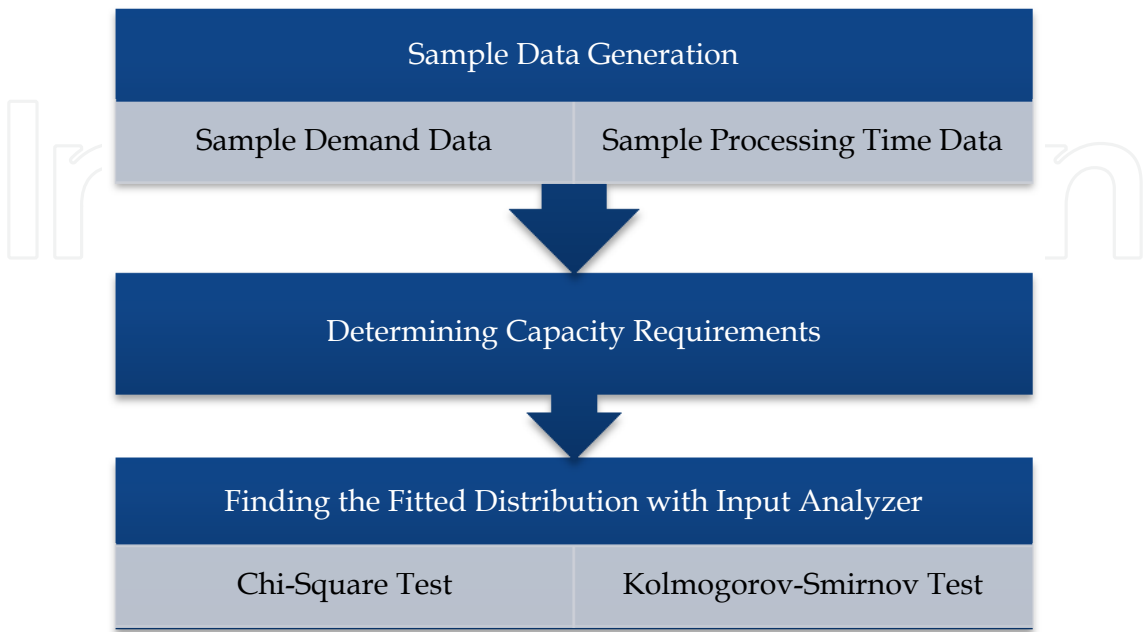 Sample Data Generation
Sample Demand Data
Sample Processing Time Data
Determining Capacity Requirements
Finding the Fitted Distribution with Input Analyzer
Chi-Square Test
Kolmogorov-Smirnov Test